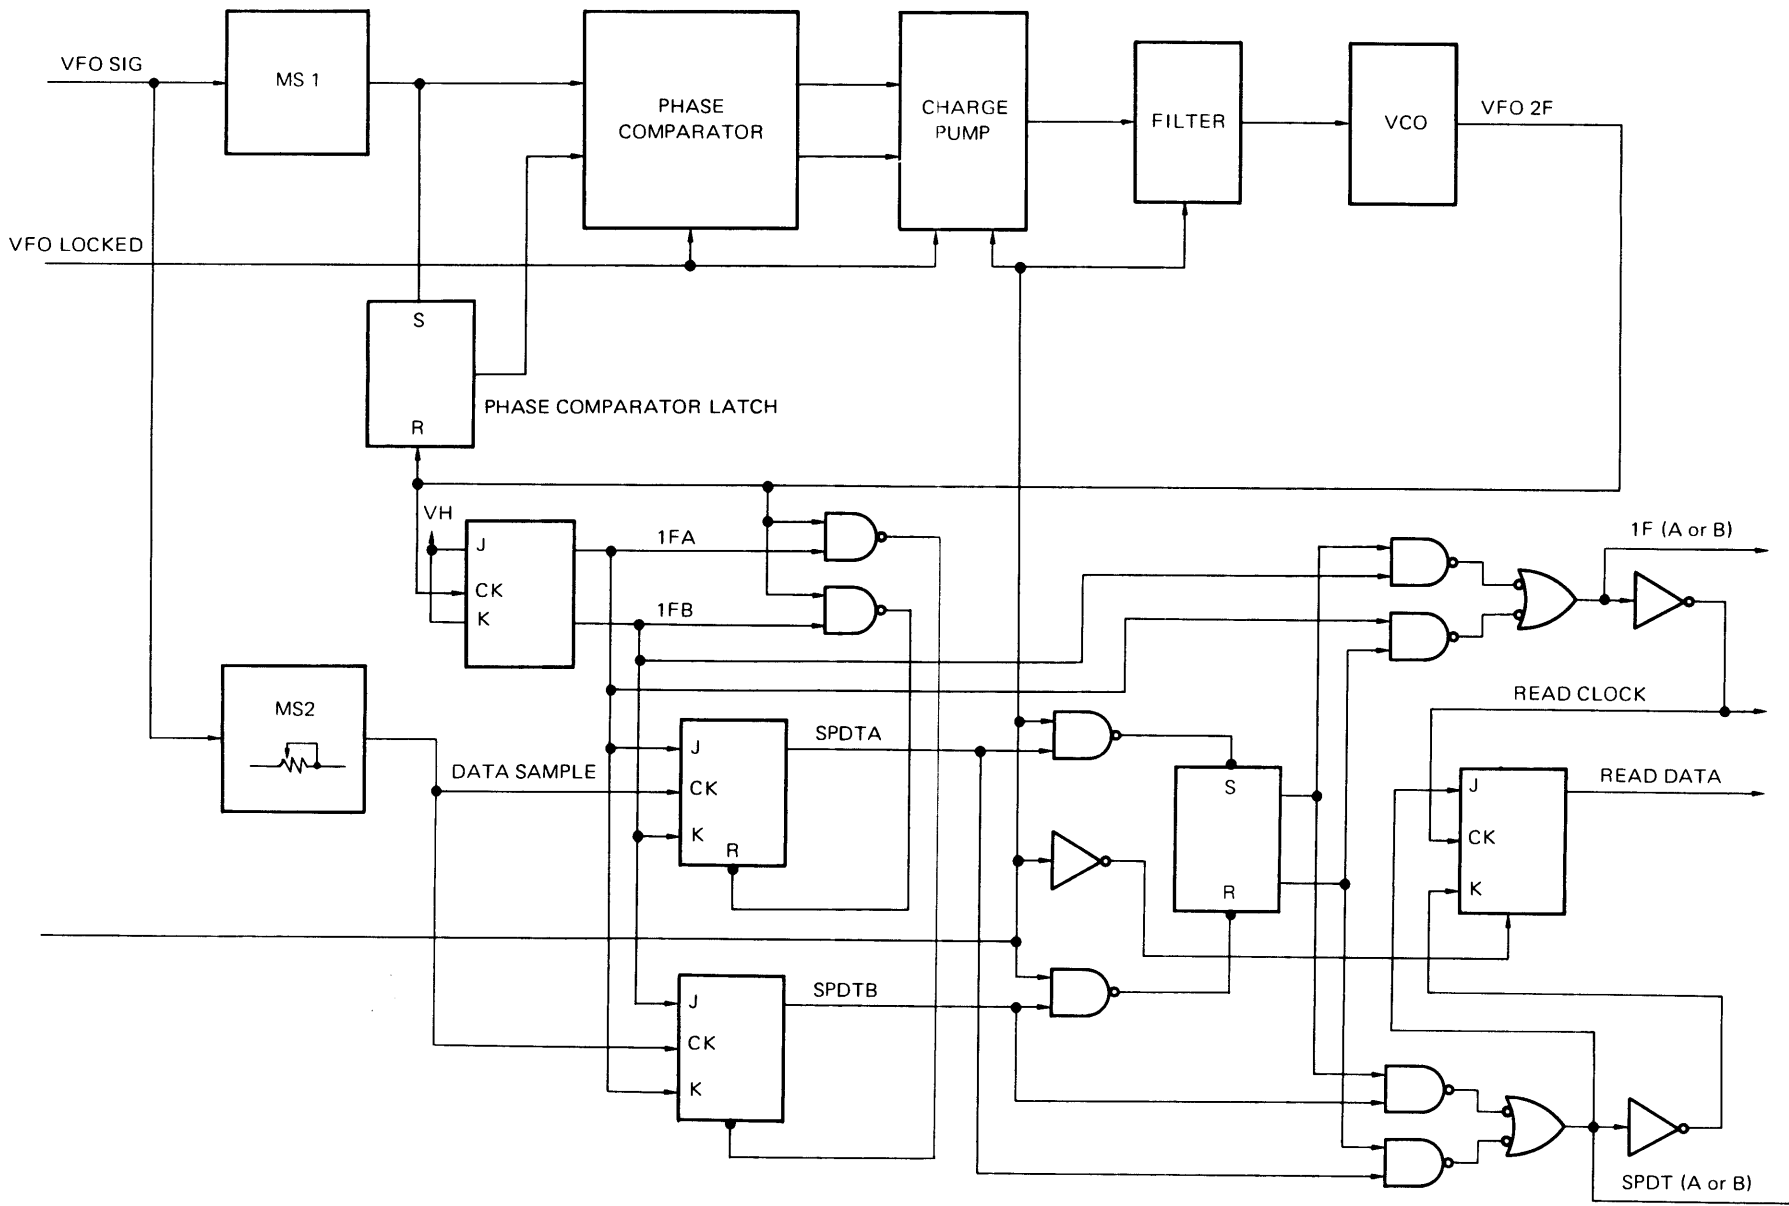 VFO SIG
MS 1
PHASE
COMPARATOR
CHARGE
PUMP
FILTER
VCO
VFO 2F
VFO LOCKED
S
R
PHASE COMPARATOR LATCH
VH
J
CK
K
1FA
1FB
1F (A or B)
MS2
DATA SAMPLE
J
CK
K
R
SPDTA
READ CLOCK
S
R
J
CK
K
READ DATA
J
CK
K
SPDTB
SPDT (A or B)